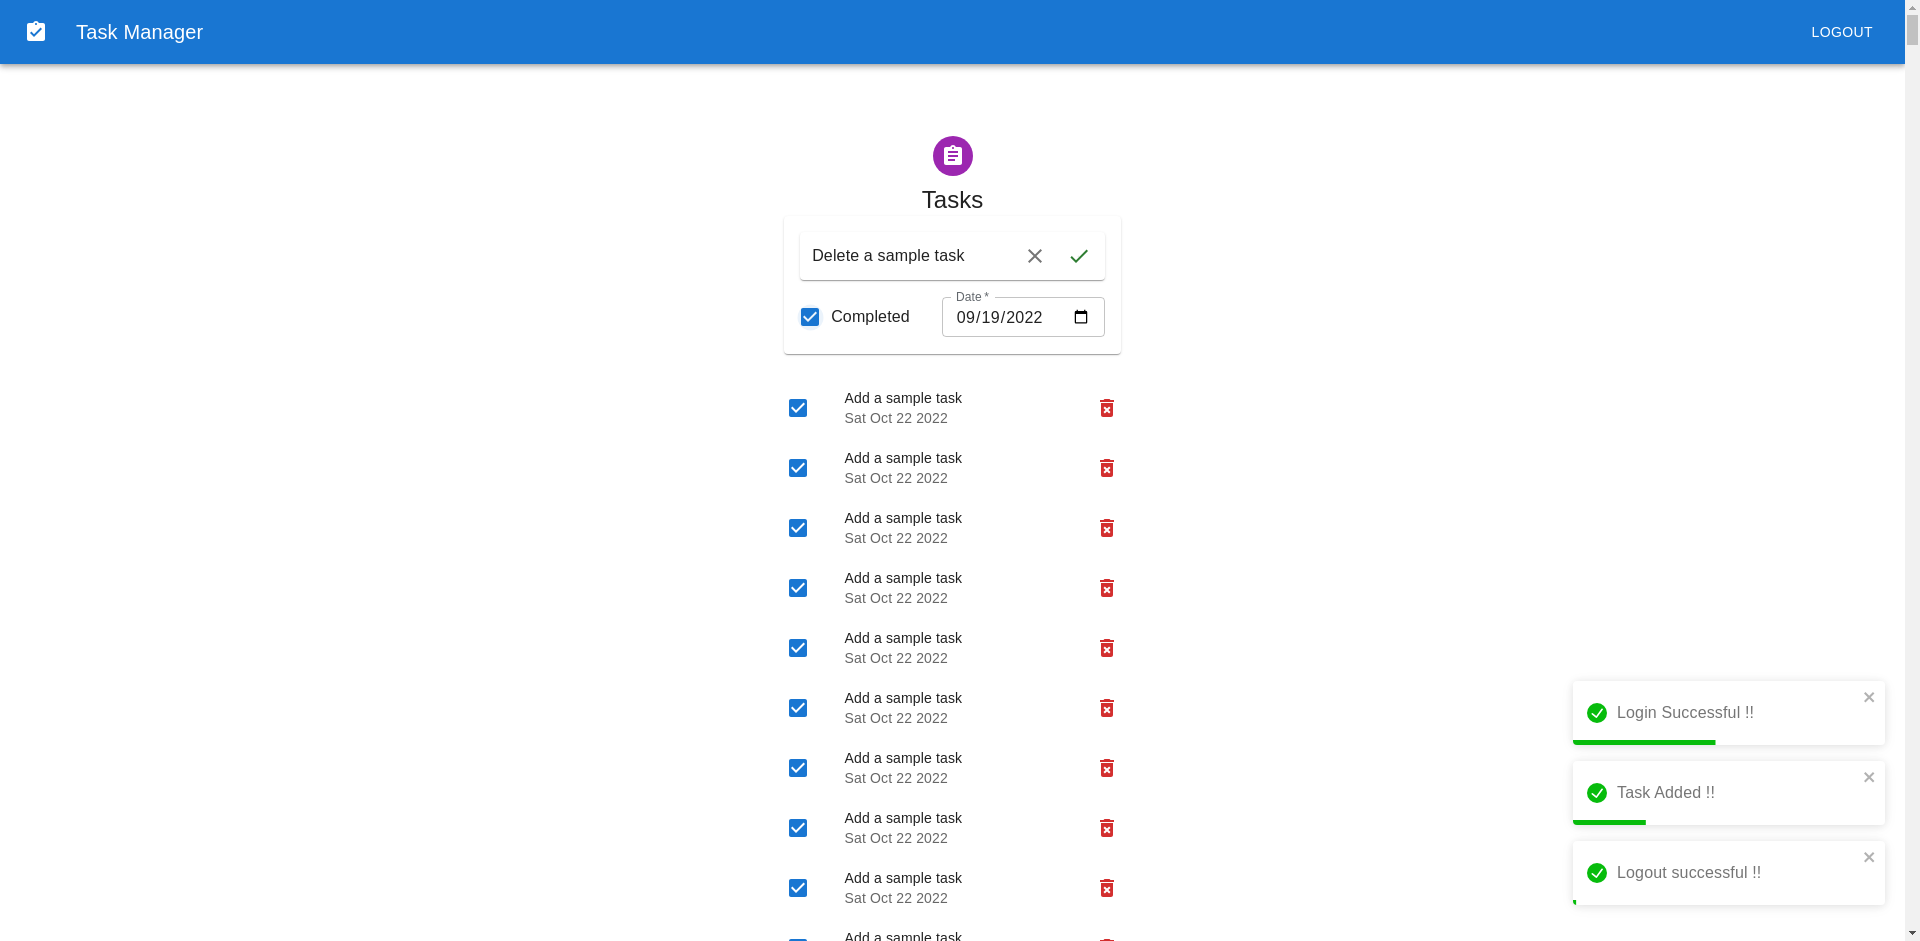 Task Manager
LOGOUT
Tasks
Delete a sample task
Completed
Date *
09/19/2022
Add a sample task
Sat Oct 22 2022
Add a sample task
Sat Oct 22 2022
Add a sample task
Sat Oct 22 2022
Add a sample task
Sat Oct 22 2022
Add a sample task
Sat Oct 22 2022
Add a sample task
Sat Oct 22 2022
Add a sample task
Sat Oct 22 2022
Add a sample task
Sat Oct 22 2022
Add a sample task
Sat Oct 22 2022
Add a sample task
Login Successful !!
Task Added !!
Logout successful !!